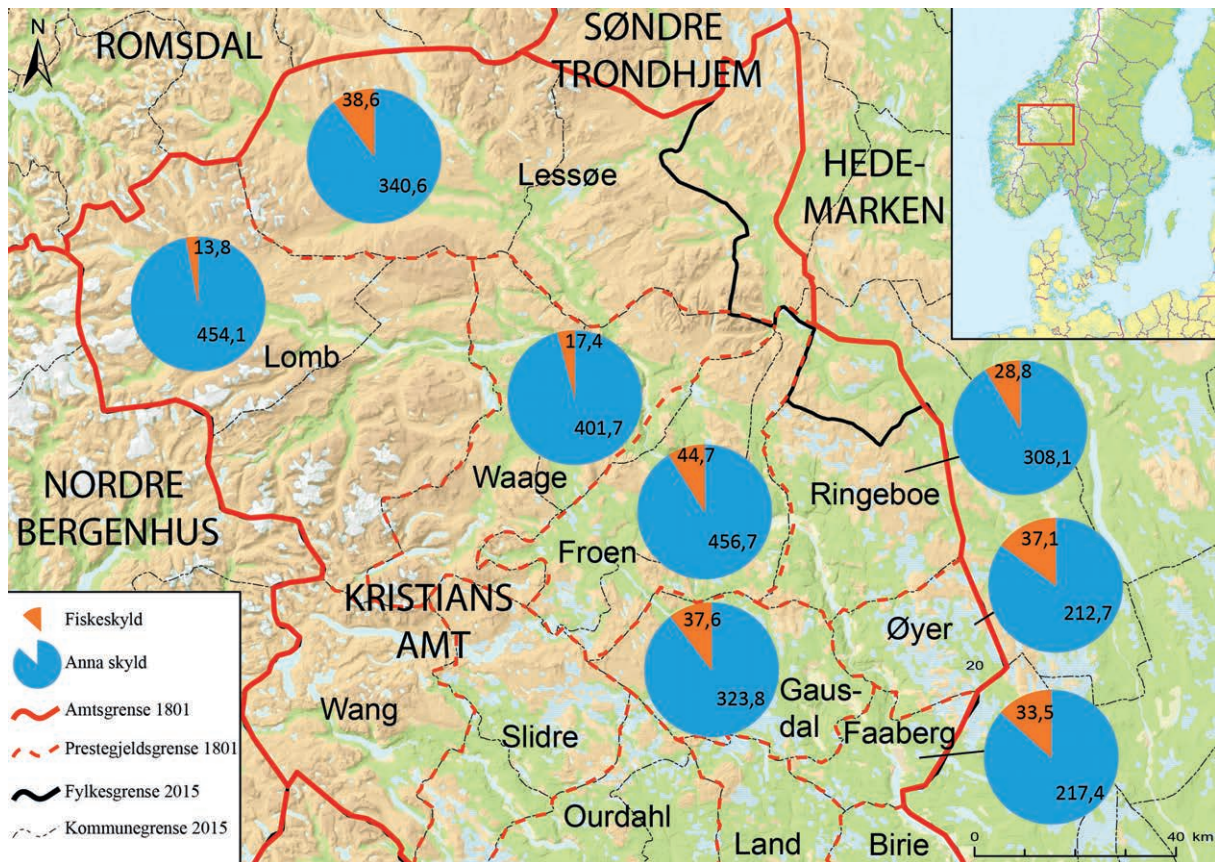 N
ROMSDAL
SØNDRE
TRONDHJEM
38,6
340,6
Lessøe
HEDE-
MARKEN
13,8
454,1
Lomb
17,4
401,7
Waage
28,8
308,1
Ringeboe
NORDRE
BERGENHUS
44,7
456,7
Froen
37,1
212,7
Øyer
KRISTIANS
AMT
37,6
323,8
Gaus-
dal
20
33,5
217,4
Faaberg
Wang
Slidre
Ourdahl
Land
Birie
0
40 km
Fiskeskyld
Anna skyld
Amtsgrense 1801
Prestegjeldsgrense 1801
Fylkesgrense 2015
Kommunegrense 2015